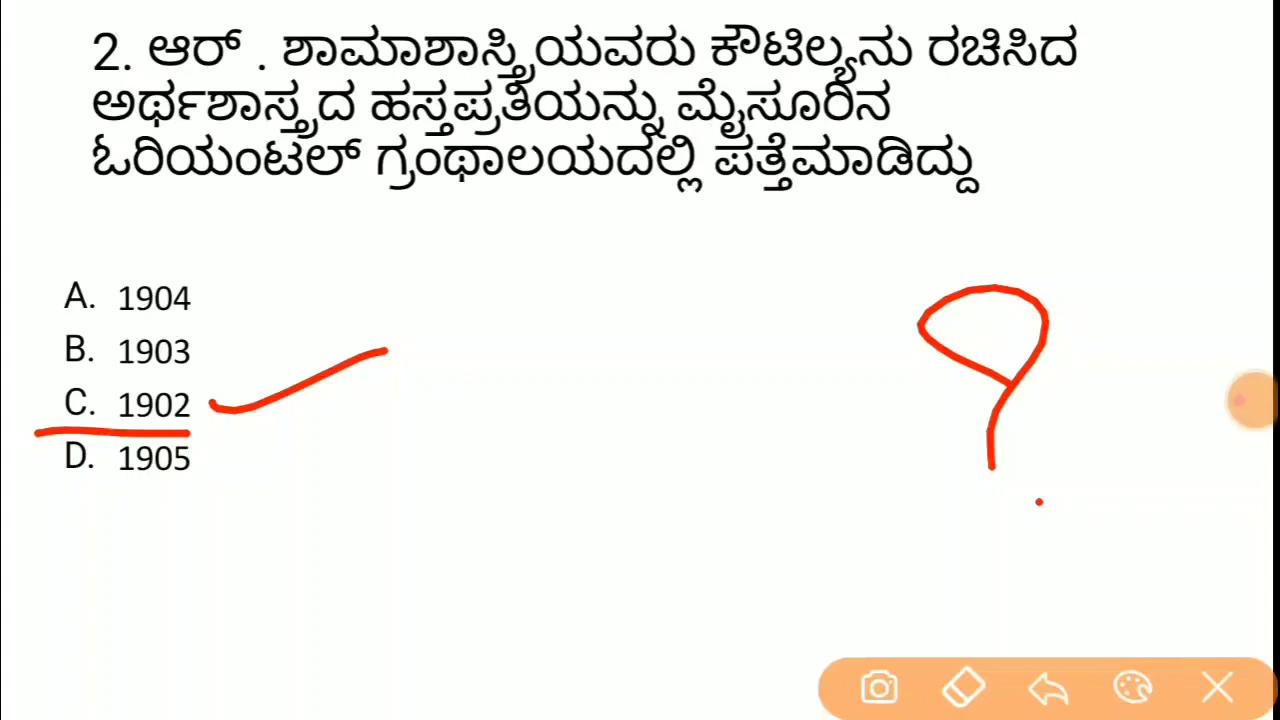 2. ಆರ್ . ಶಾಮಾಶಾಸ್ತ್ರಿಯವರು ಕೌಟಿಲ್ಯನು ರಚಿಸಿದ
ಅರ್ಥಶಾಸ್ತ್ರದ ಹಸ್ತಪ್ರತಿಯನ್ನು ಮೈಸೂರಿನ
ಓರಿಯಂಟಲ್ ಗ್ರಂಥಾಲಯದಲ್ಲಿ ಪತ್ತೆಮಾಡಿದ್ದು
A. 1904
B. 1903
C. 1902
D. 1905
?